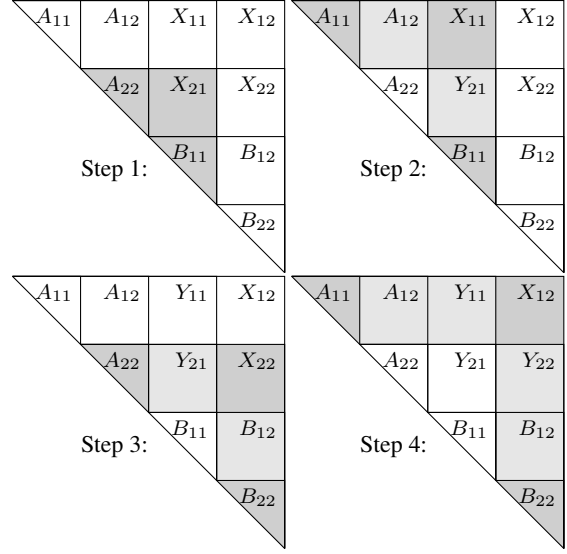 A₁₁ A₁₂ X₁₁ X₁₂
A₂₂ X₂₁ X₂₂
B₁₁ B₁₂
Step 1:
B₂₂
A₁₁ A₁₂ X₁₁ X₁₂
A₂₂ Y₂₁ X₂₂
B₁₁ B₁₂
Step 2:
B₂₂
A₁₁ A₁₂ Y₁₁ X₁₂
A₂₂ Y₂₁ X₂₂
B₁₁ B₁₂
Step 3:
B₂₂
A₁₁ A₁₂ Y₁₁ X₁₂
A₂₂ Y₂₁ Y₂₂
B₁₁ B₁₂
Step 4:
B₂₂